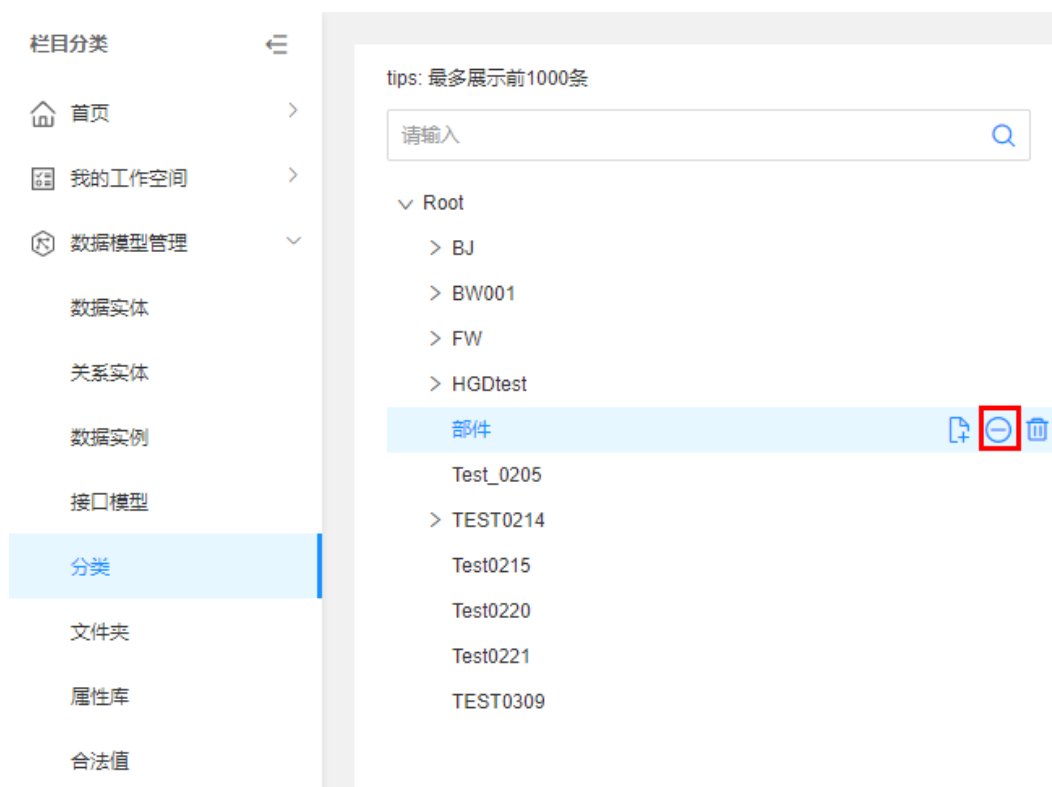 栏目分类
首页
我的工作空间
数据模型管理
数据实体
关系实体
数据实例
接口模型
分类
文件夹
属性库
合法值
tips: 最多展示前1000条
请输入
Root
BJ
BW001
FW
HGDtest
部件
Test_0205
TEST0214
Test0215
Test0220
Test0221
TEST0309